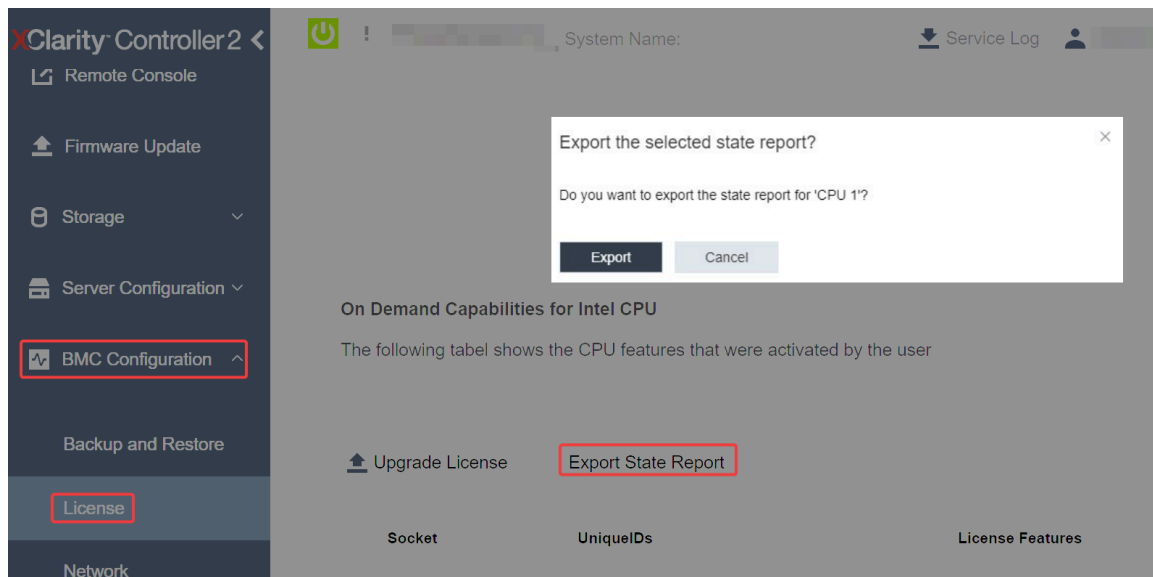 XClarity™ Controller 2
Remote Console
Firmware Update
Storage
Server Configuration
BMC Configuration
Backup and Restore
License
Network
! System Name:
Service Log
Export the selected state report?
Do you want to export the state report for 'CPU 1'?
Export Cancel
On Demand Capabilities for Intel CPU
The following tabel shows the CPU features that were activated by the user
Upgrade License Export State Report
Socket UniqueIDs License Features